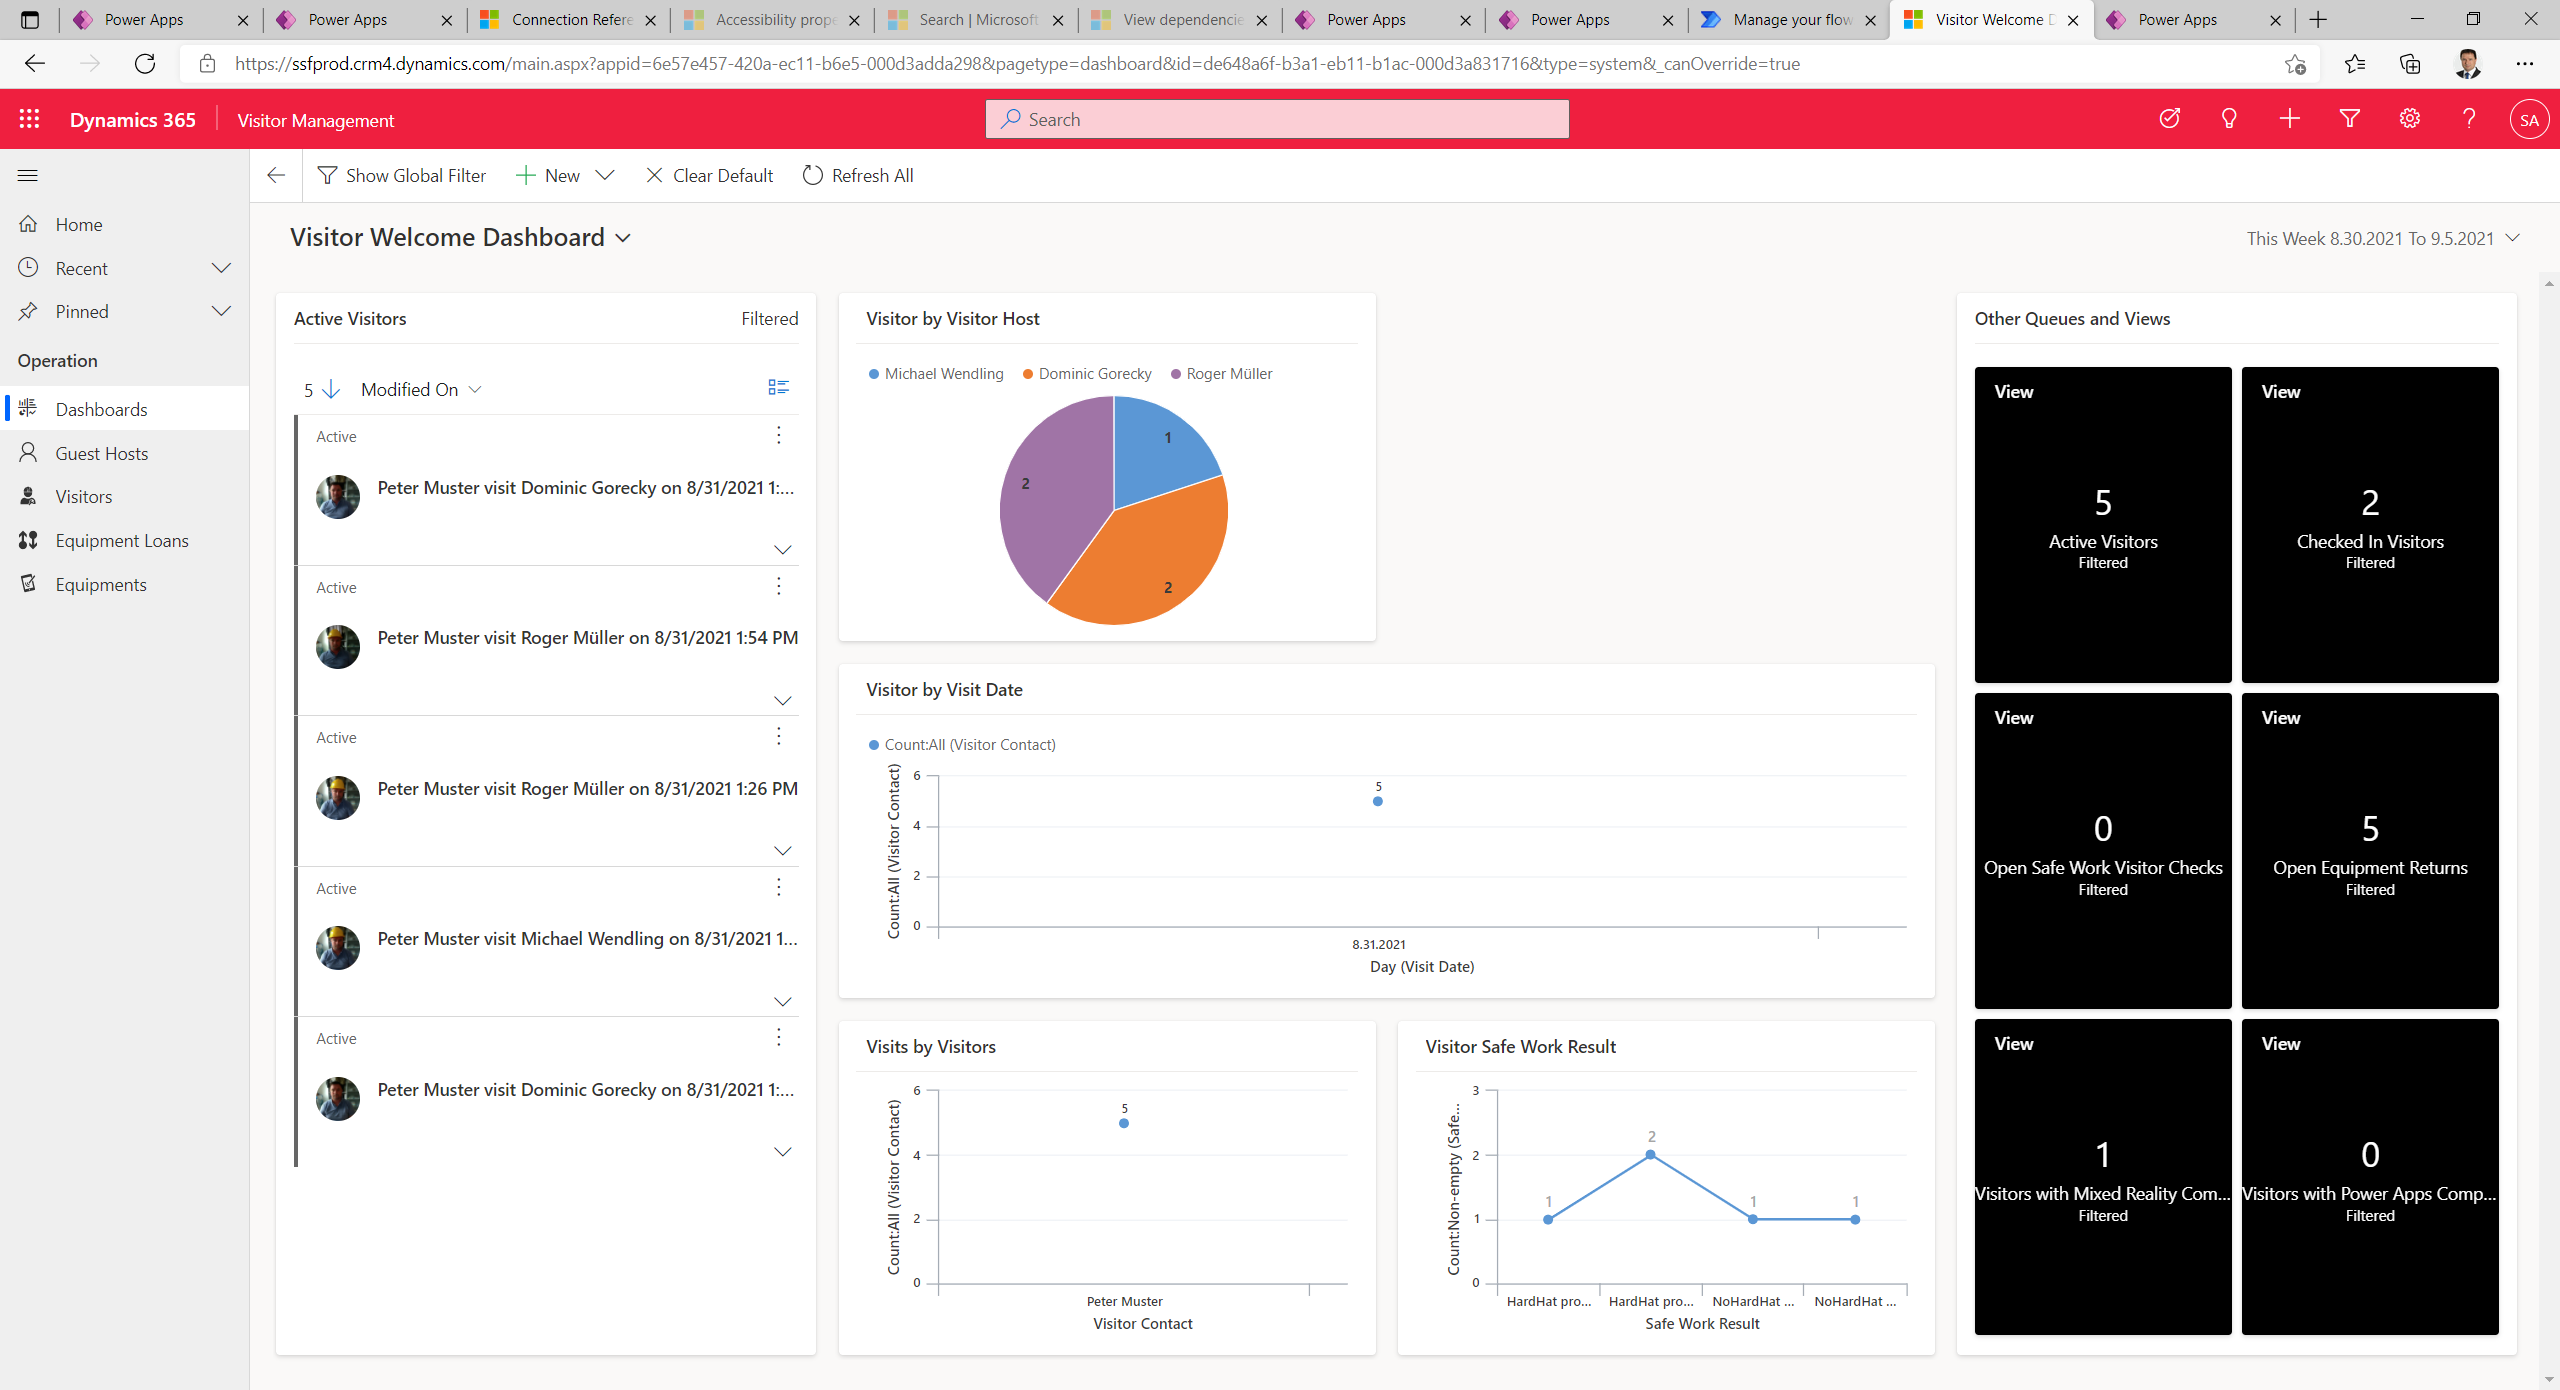 Power Apps
Power Apps
Connection Refere
Accessibility prope
Search | Microsoft
View dependencie
Power Apps
Power Apps
Manage your flow
Visitor Welcome D
Power Apps
https://ssfprod.crm4.dynamics.com/main.aspx?appid=6e57e457-420a-ec11-b6e5-000d3adda298&pagetype=dashboard&id=de648a6f-b3a1-eb11-b1ac-000d3a831716&type=system&_canOverride=true
Dynamics 365
Visitor Management
Search
SA
Show Global Filter
New
Clear Default
Refresh All
Home
Recent
Pinned
Operation
Dashboards
Guest Hosts
Visitors
Equipment Loans
Equipments
Visitor Welcome Dashboard
This Week 8.30.2021 To 9.5.2021
Active Visitors
Filtered
5
Modified On
Active
Peter Muster visit Dominic Gorecky on 8/31/2021 1:...
Active
Peter Muster visit Roger Müller on 8/31/2021 1:54 PM
Active
Peter Muster visit Roger Müller on 8/31/2021 1:26 PM
Active
Peter Muster visit Michael Wendling on 8/31/2021 1...
Active
Peter Muster visit Dominic Gorecky on 8/31/2021 1:...
Visitor by Visitor Host
Michael Wendling
Dominic Gorecky
Roger Müller
1
2
2
Visitor by Visit Date
Count:All (Visitor Contact)
Count:All (Visitor Contact)
6
4
2
0
5
8.31.2021
Day (Visit Date)
Visits by Visitors
Count:All (Visitor Contact)
6
4
2
0
5
Peter Muster
Visitor Contact
Visitor Safe Work Result
Count:Non-empty (Safe...
3
2
1
0
1
2
1
1
HardHat pro...
HardHat pro...
NoHardHat ...
NoHardHat ...
Safe Work Result
Other Queues and Views
View
5
Active Visitors
Filtered
View
2
Checked In Visitors
Filtered
View
0
Open Safe Work Visitor Checks
Filtered
View
5
Open Equipment Returns
Filtered
View
1
Visitors with Mixed Reality Com...
Filtered
View
0
Visitors with Power Apps Comp...
Filtered